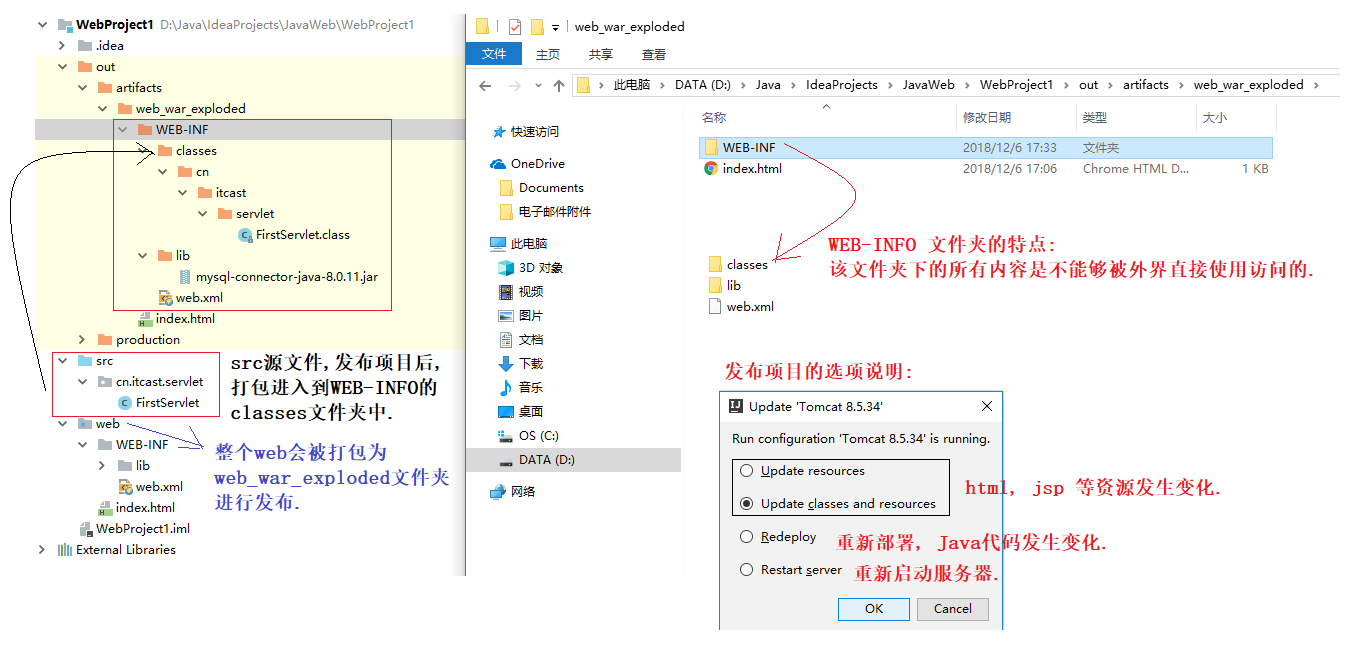 WebProject1 D:\Java\IdeaProjects\JavaWeb\WebProject1
.idea
out
artifacts
web_war_exploded
WEB-INF
classes
cn
itcast
servlet
FirstServlet.class
lib
mysql-connector-java-8.0.11.jar
web.xml
index.html
production
src
cn.itcast.servlet
FirstServlet
web
WEB-INF
lib
web.xml
index.html
WebProject1.iml
External Libraries
src源文件,发布项目后,
打包进入到WEB-INFO的
classes文件夹中.
整个web会被打包为
web_war_exploded文件夹
进行发布.
web_war_exploded
文件 主页 共享 查看
此电脑 DATA (D:) Java IdeaProjects JavaWeb WebProject1 out artifacts web_war_exploded
快速访问
OneDrive
Documents
电子邮件附件
此电脑
3D 对象
视频
图片
文档
下载
音乐
桌面
OS (C:)
DATA (D:)
网络
名称 修改日期 类型 大小
WEB-INF 2018/12/6 17:33 文件夹
index.html 2018/12/6 17:06 Chrome HTML D... 1 KB
WEB-INFO 文件夹的特点:
该文件夹下的所有内容是不能够被外界直接使用访问的.
classes
lib
web.xml
发布项目的选项说明:
Update 'Tomcat 8.5.34'
Run configuration 'Tomcat 8.5.34' is running.
Update resources
Update classes and resources
html, jsp 等资源发生变化.
Redeploy
重新部署, Java代码发生变化.
Restart server
重新启动服务器.
OK Cancel